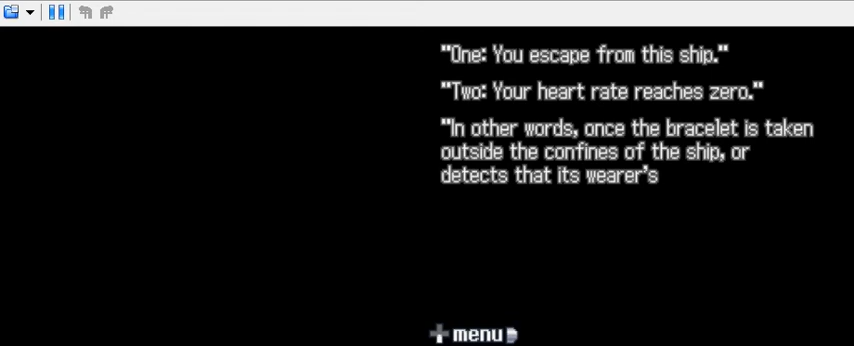 "One: You escape from this ship."
"Two: Your heart rate reaches zero."
"In other words, once the bracelet is taken
outside the confines of the ship, or
detects that its wearer's
menu